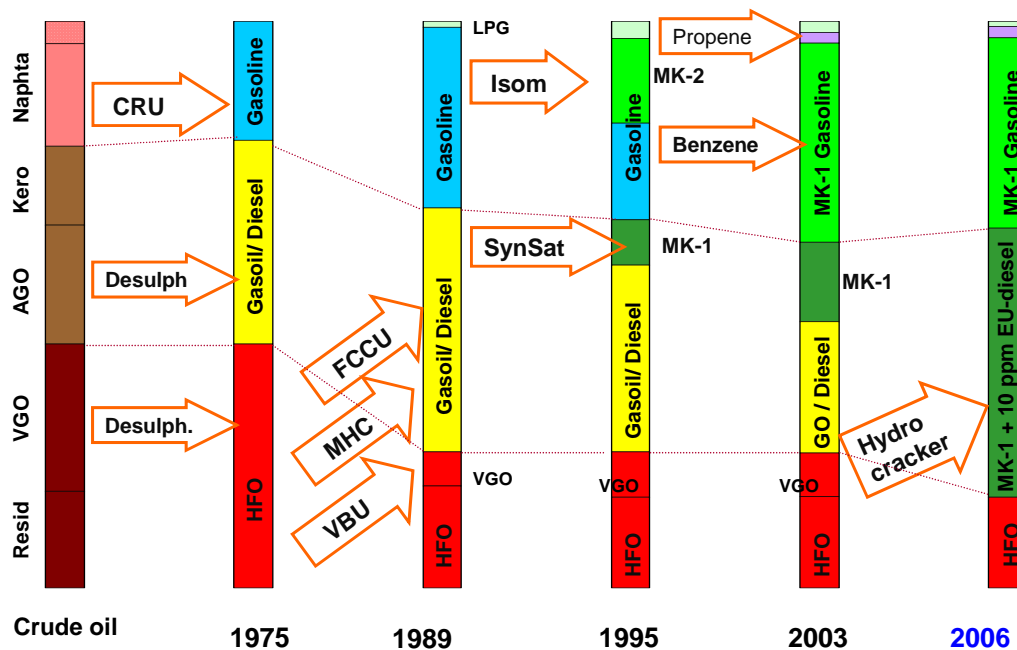 Naphta
Kero
AGO
VGO
Resid
CRU
Desulph
Desulph.
Gasoline
Gasoil/ Diesel
HFO
FCCU
MHC
VBU
LPG
Gasoline
Gasoil/ Diesel
VGO
HFO
Isom
SynSat
MK-2
Gasoline
MK-1
Gasoil/ Diesel
VGO
HFO
Propene
Benzene
MK-1 Gasoline
MK-1
GO / Diesel
VGO
HFO
Hydro
cracker
MK-1 Gasoline
MK-1 + 10 ppm EU-diesel
HFO
Crude oil
1975
1989
1995
2003
2006